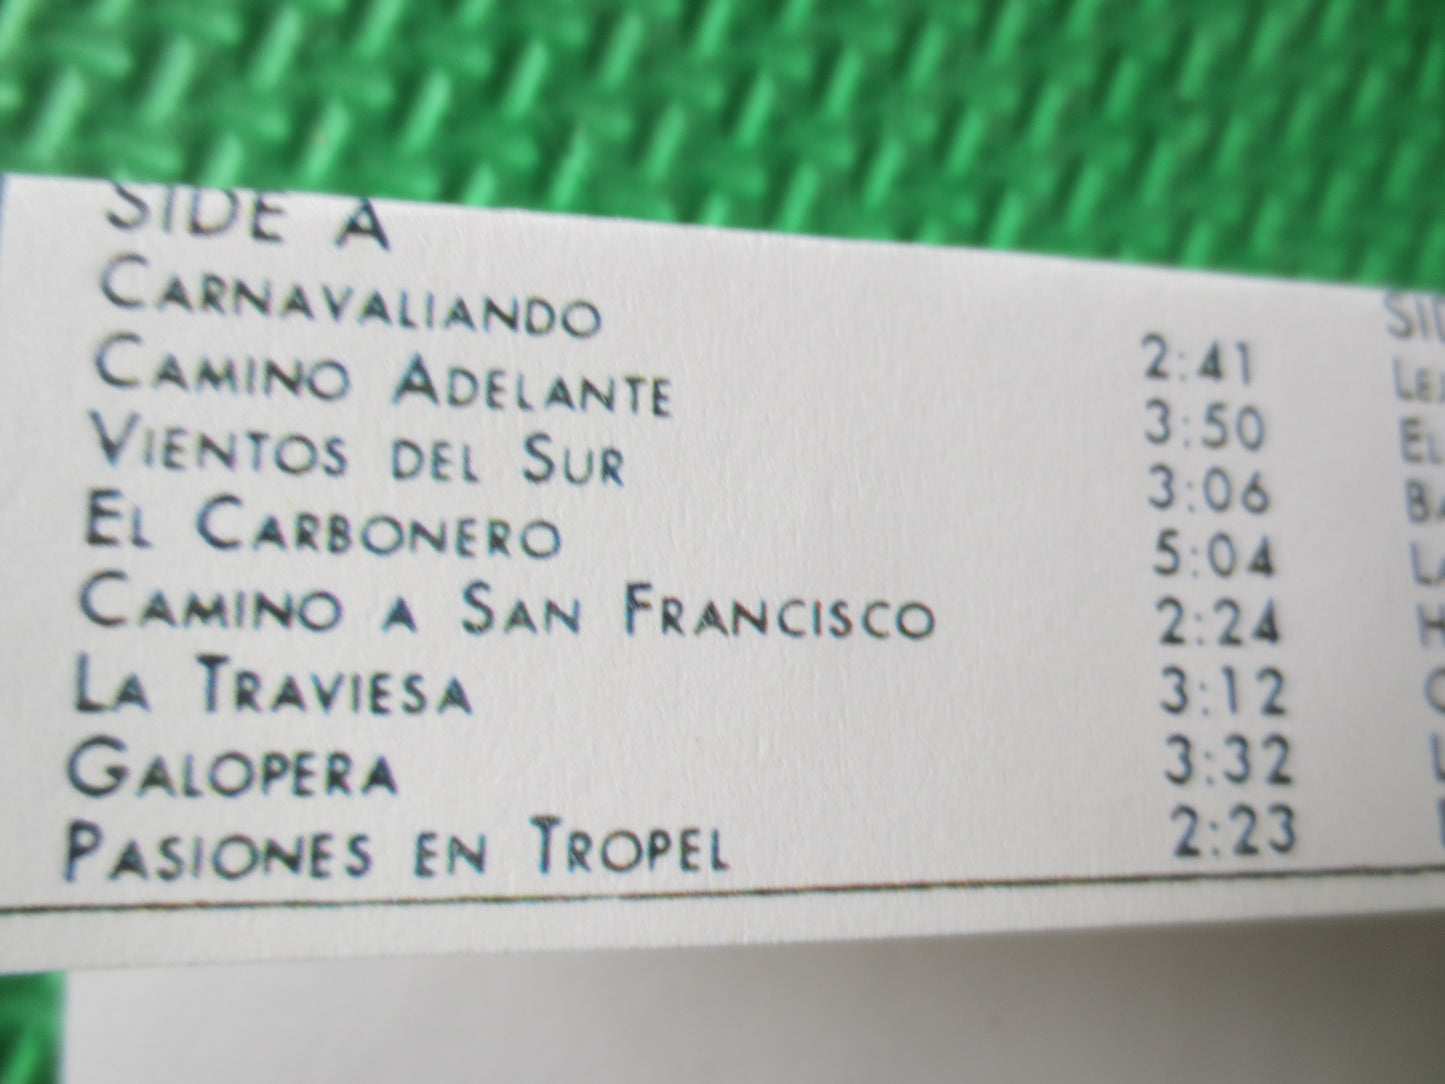 SIDE A
CARNAVALIANDO 2:41
CAMINO ADELANTE 3:50
VIENTOS DEL SUR 3:06
EL CARBONERO 5:04
CAMINO A SAN FRANCISCO 2:24
LA TRAVIESA 3:12
GALOPERA 3:32
PASIONES EN TROPEL 2:23
EL